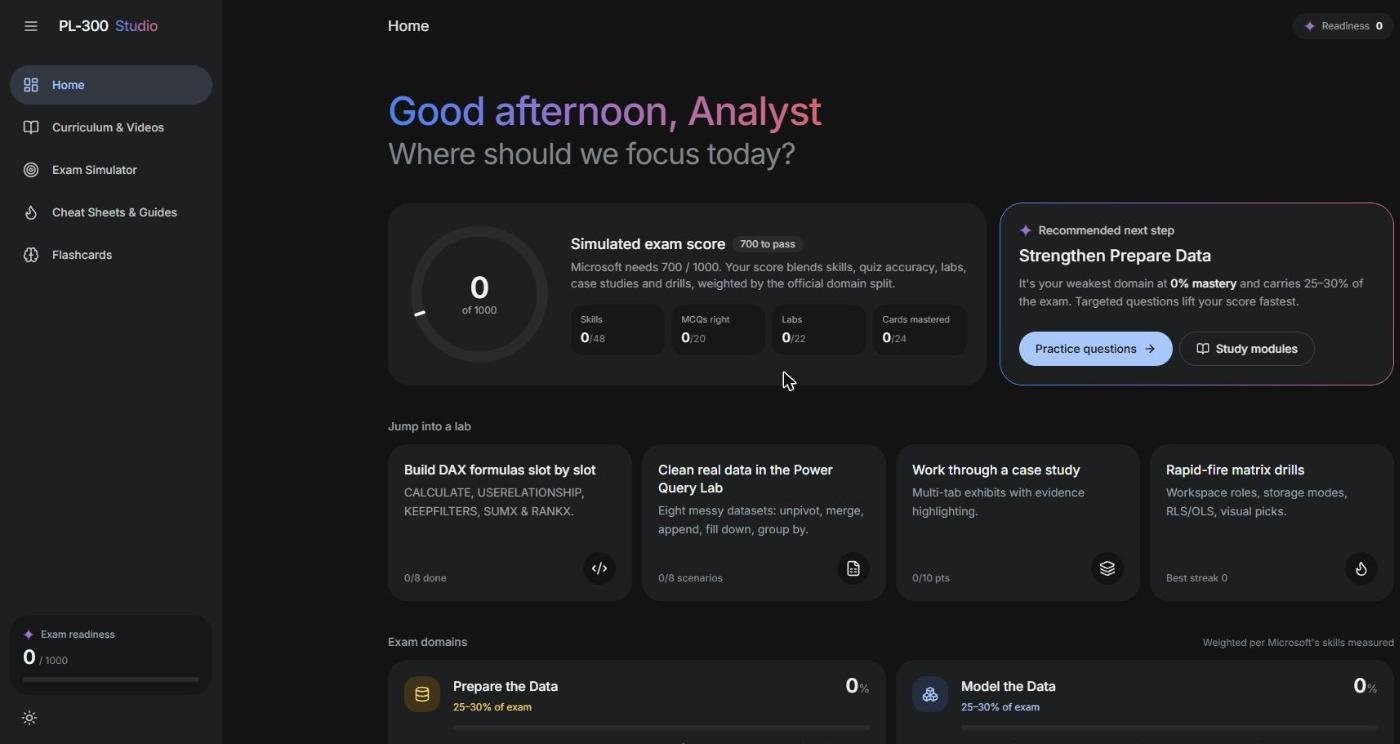 PL-300 Studio
Home
Curriculum & Videos
Exam Simulator
Cheat Sheets & Guides
Flashcards
Exam readiness
0 / 1000
Home
Readiness 0
Good afternoon, Analyst
Where should we focus today?
0
of 1000
Simulated exam score 700 to pass
Microsoft needs 700 / 1000. Your score blends skills, quiz accuracy, labs,
case studies and drills, weighted by the official domain split.
Skills
0/48
MCQs right
0/20
Labs
0/22
Cards mastered
0/24
Recommended next step
Strengthen Prepare Data
It's your weakest domain at 0% mastery and carries 25–30% of
the exam. Targeted questions lift your score fastest.
Practice questions
Study modules
Jump into a lab
Build DAX formulas slot by slot
CALCULATE, USERELATIONSHIP,
KEEPFILTERS, SUMX & RANKX.
0/8 done
Clean real data in the Power
Query Lab
Eight messy datasets: unpivot, merge,
append, fill down, group by.
0/8 scenarios
Work through a case study
Multi-tab exhibits with evidence
highlighting.
0/10 pts
Rapid-fire matrix drills
Workspace roles, storage modes,
RLS/OLS, visual picks.
Best streak 0
Exam domains
Weighted per Microsoft's skills measured
Prepare the Data
25–30% of exam
0%
Model the Data
25–30% of exam
0%